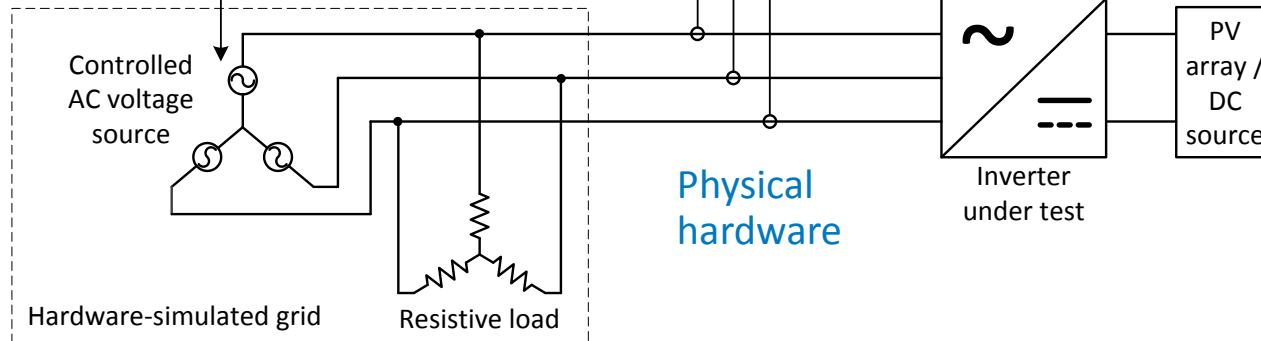 Controlled
AC voltage
source
Hardware-simulated grid
Resistive load
Physical
hardware
Inverter
under test
PV
array /
DC
source